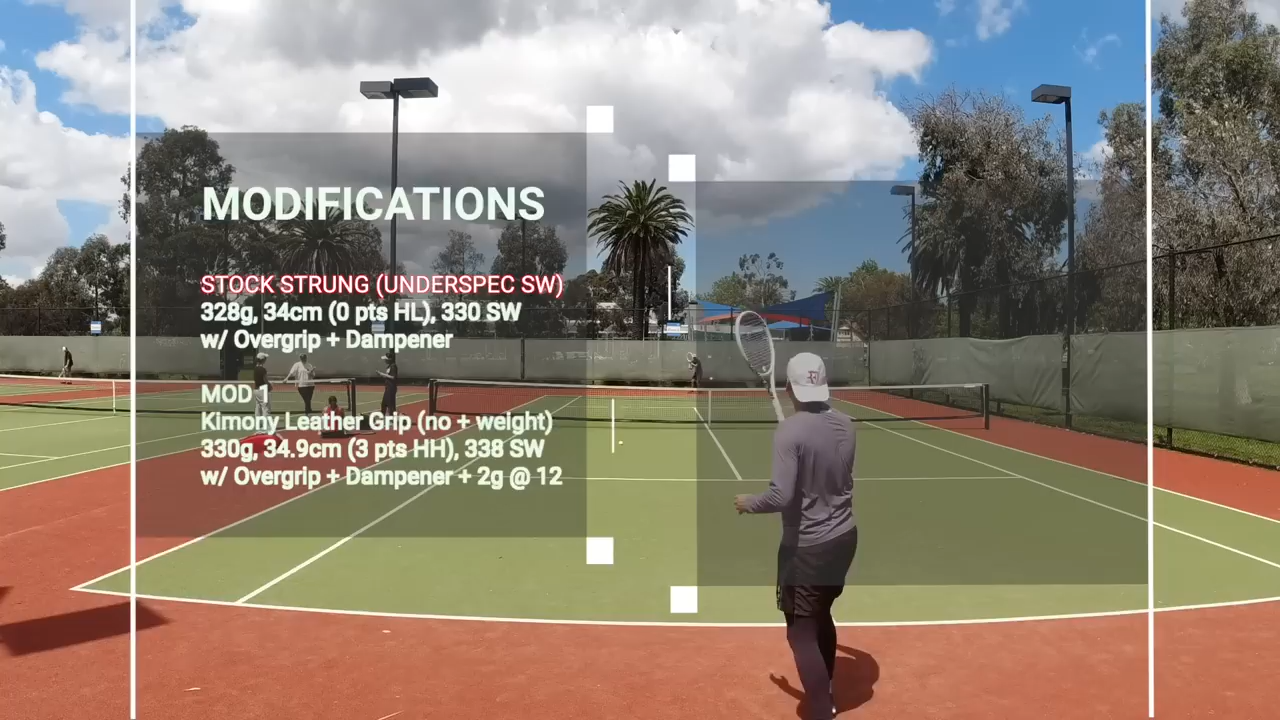 MODIFICATIONS
STOCK STRUNG (UNDERSPEC SW)
328g, 34cm (0 pts HL), 330 SW
w/ Overgrip + Dampener
MOD 1
Kimony Leather Grip (no + weight)
330g, 34.9cm (3 pts HH), 338 SW
w/ Overgrip + Dampener + 2g @ 12